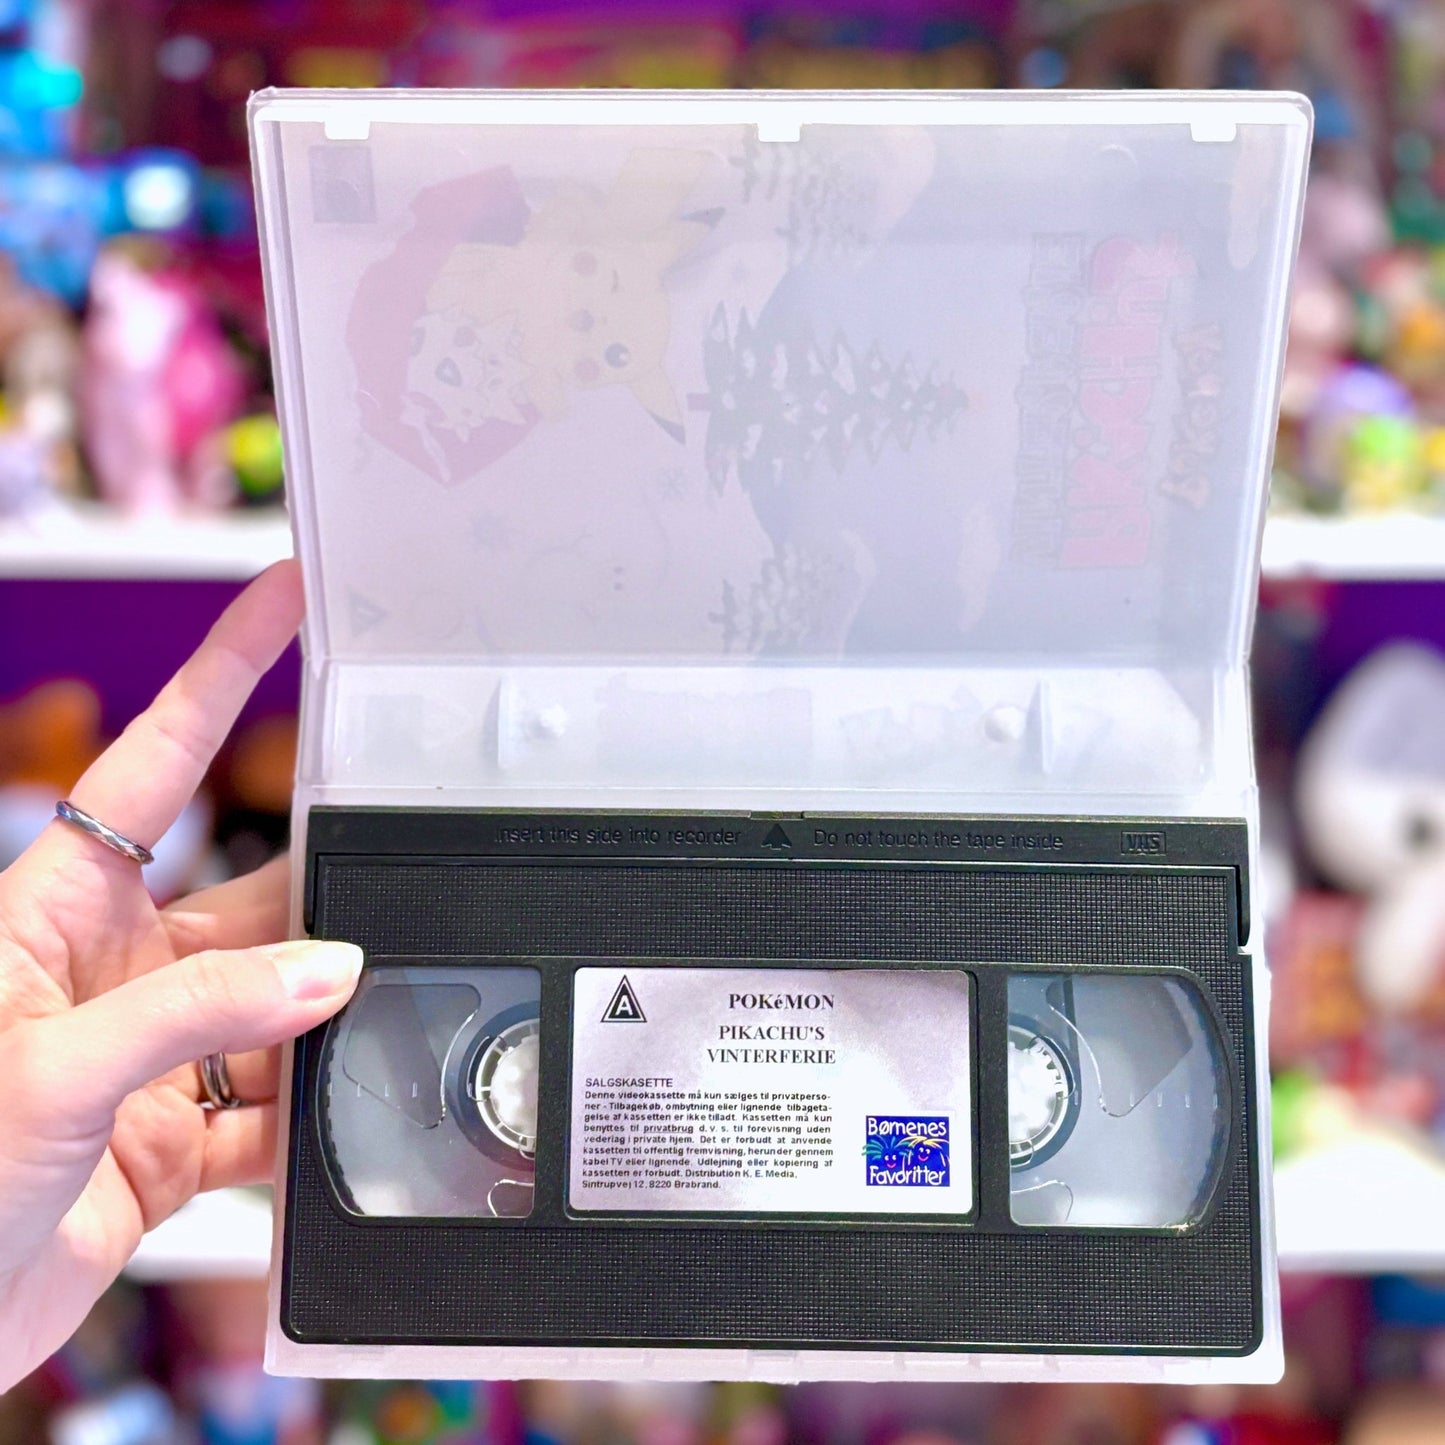 POKéMON
PIKACHU'S
VINTERFERIE
Insert this side into recorder Do not touch the tape inside VHS
A POKéMON
PIKACHU'S
VINTERFERIE
SALGSKASETTE
Denne videokassette må kun sælges til privatperso-
ner - Tilbagekøb, ombytning eller lignende tilbageta-
gelse af kassetten er ikke tilladt. Kassetten må kun
benyttes til privatbrug d. v. s. til forevisning uden
vederlag i private hjem. Det er forbudt at anvende
kassetten til offentlig fremvisning, herunder gennem
kabel TV eller lignende. Udlejning eller kopiering af
kassetten er forbudt. Distribution K. E. Media,
Sintrupvej 12, 8220 Brabrand.
Børnenes
Favoritter